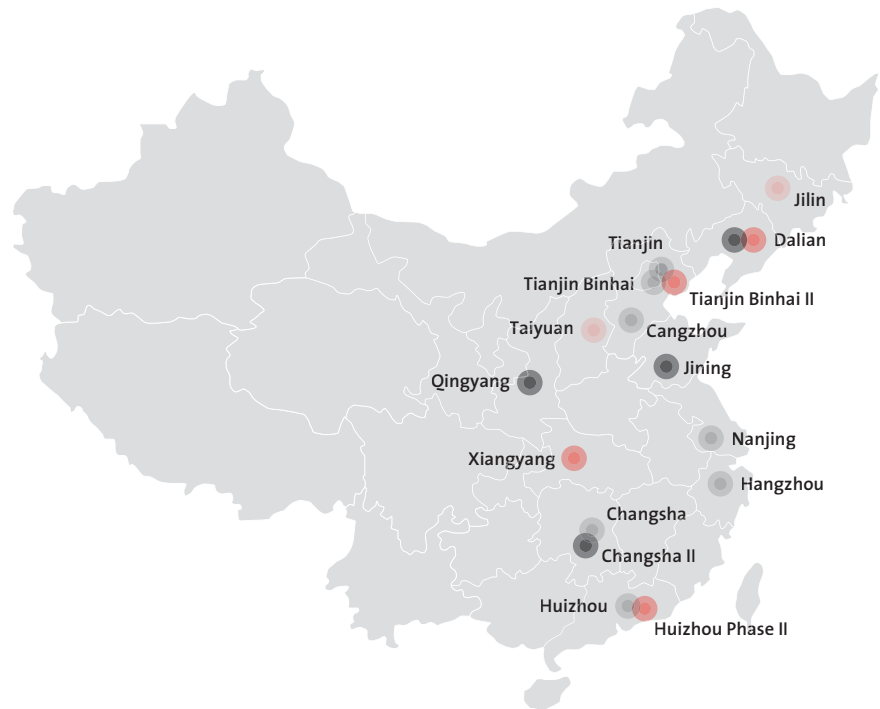 Jilin
Dalian
Tianjin
Tianjin Binhai
Tianjin Binhai II
Taiyuan
Cangzhou
Jining
Qingyang
Nanjing
Xiangyang
Hangzhou
Changsha
Changsha II
Huizhou
Huizhou Phase II